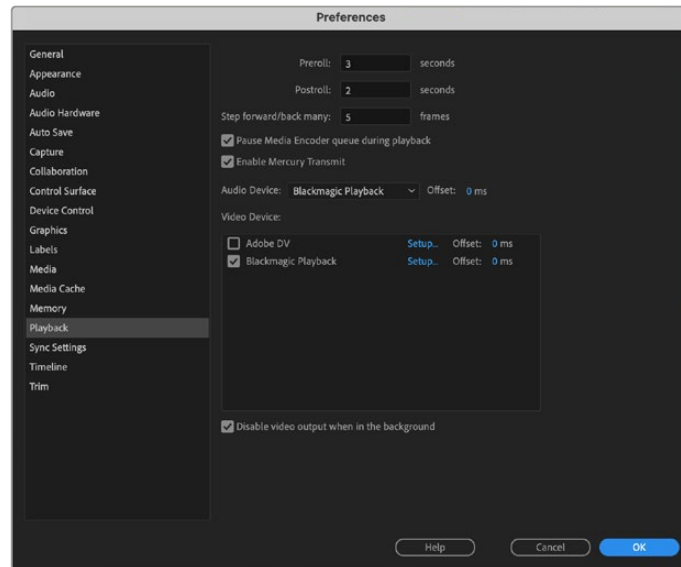 Preferences
General
Appearance
Audio
Audio Hardware
Auto Save
Capture
Collaboration
Control Surface
Device Control
Graphics
Labels
Media
Media Cache
Memory
Playback
Sync Settings
Timeline
Trim
Preroll: 3 seconds
Postroll: 2 seconds
Step forward/back many: 5 frames
Pause Media Encoder queue during playback
Enable Mercury Transmit
Audio Device: Blackmagic Playback Offset: 0 ms
Video Device:
Adobe DV Setup... Offset: 0 ms
Blackmagic Playback Setup... Offset: 0 ms
Disable video output when in the background
Help Cancel OK